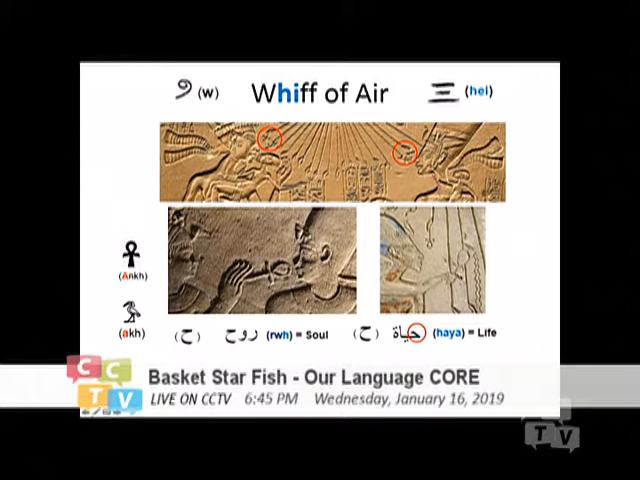 (w) Whiff of Air (hei)
(Ankh)
(akh)
(ح) روح (rwh) = Soul (ح) حياة (haya) = Life
CCTV
Basket Star Fish - Our Language CORE
LIVE ON CCTV 6:45 PM Wednesday, January 16, 2019
TV